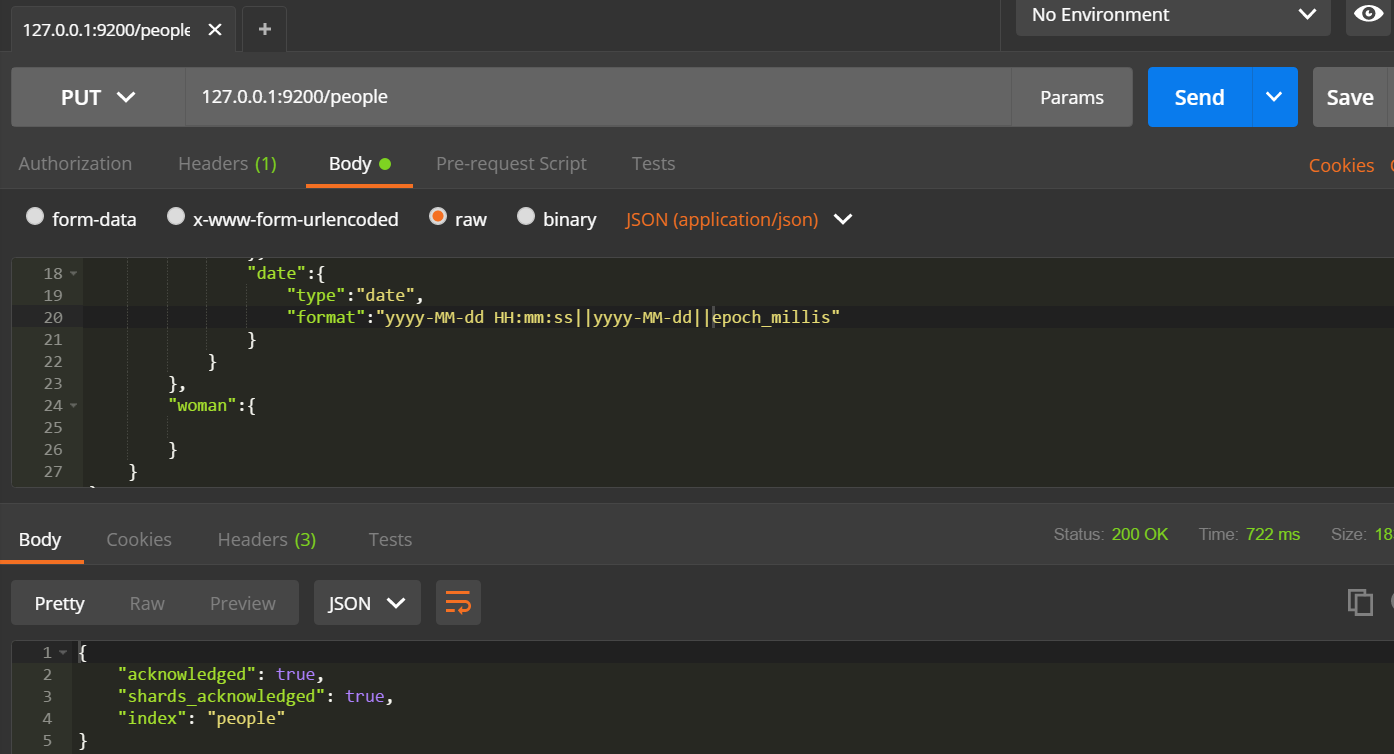 127.0.0.1:9200/people
No Environment
PUT 127.0.0.1:9200/people Params Send Save
Authorization Headers (1) Body Pre-request Script Tests Cookies
form-data x-www-form-urlencoded raw binary JSON (application/json)
18 "date":{
19 "type":"date",
20 "format":"yyyy-MM-dd HH:mm:ss||yyyy-MM-dd||epoch_millis"
21 }
22 }
23 },
24 "woman":{
25
26 }
27 }
Body Cookies Headers (3) Tests Status: 200 OK Time: 722 ms Size: 18
Pretty Raw Preview JSON
1 {
2 "acknowledged": true,
3 "shards_acknowledged": true,
4 "index": "people"
5 }